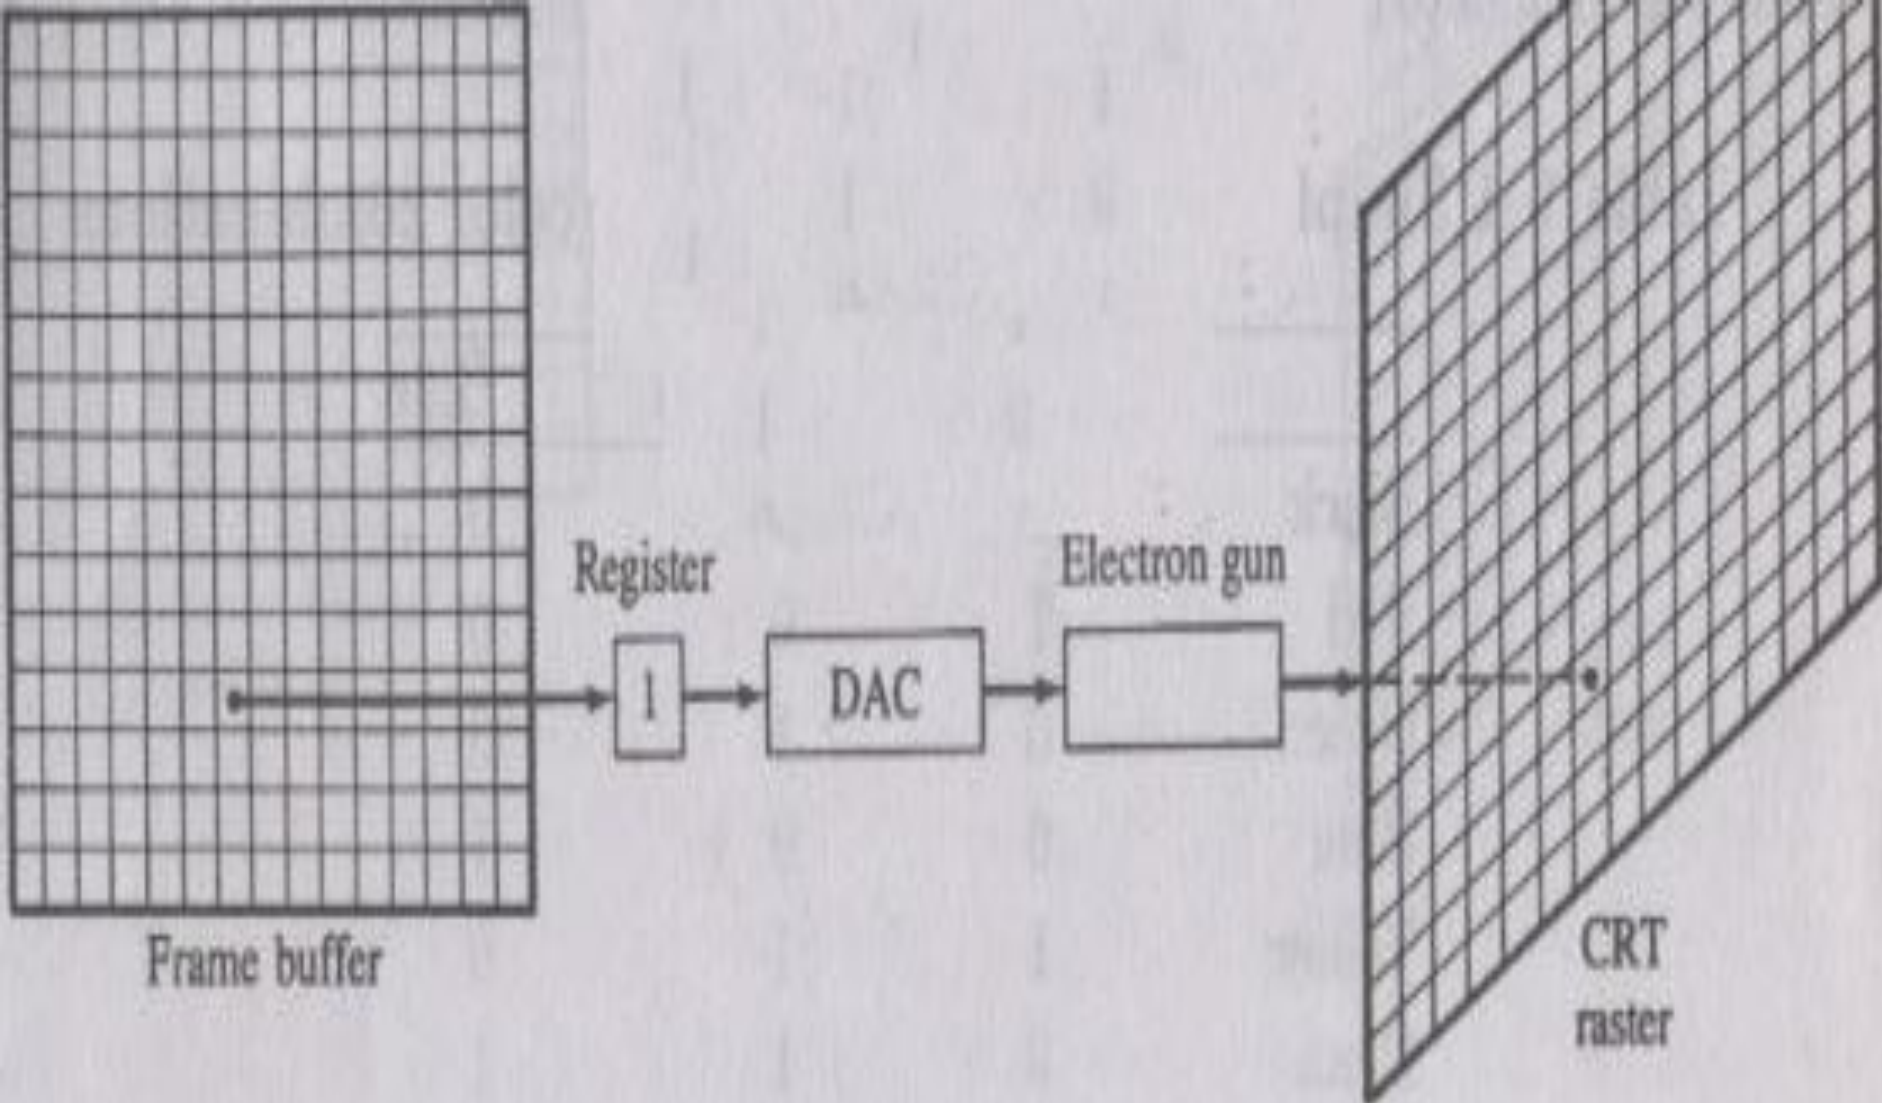 Register
Electron gun
1
DAC
Frame buffer
CRT
raster